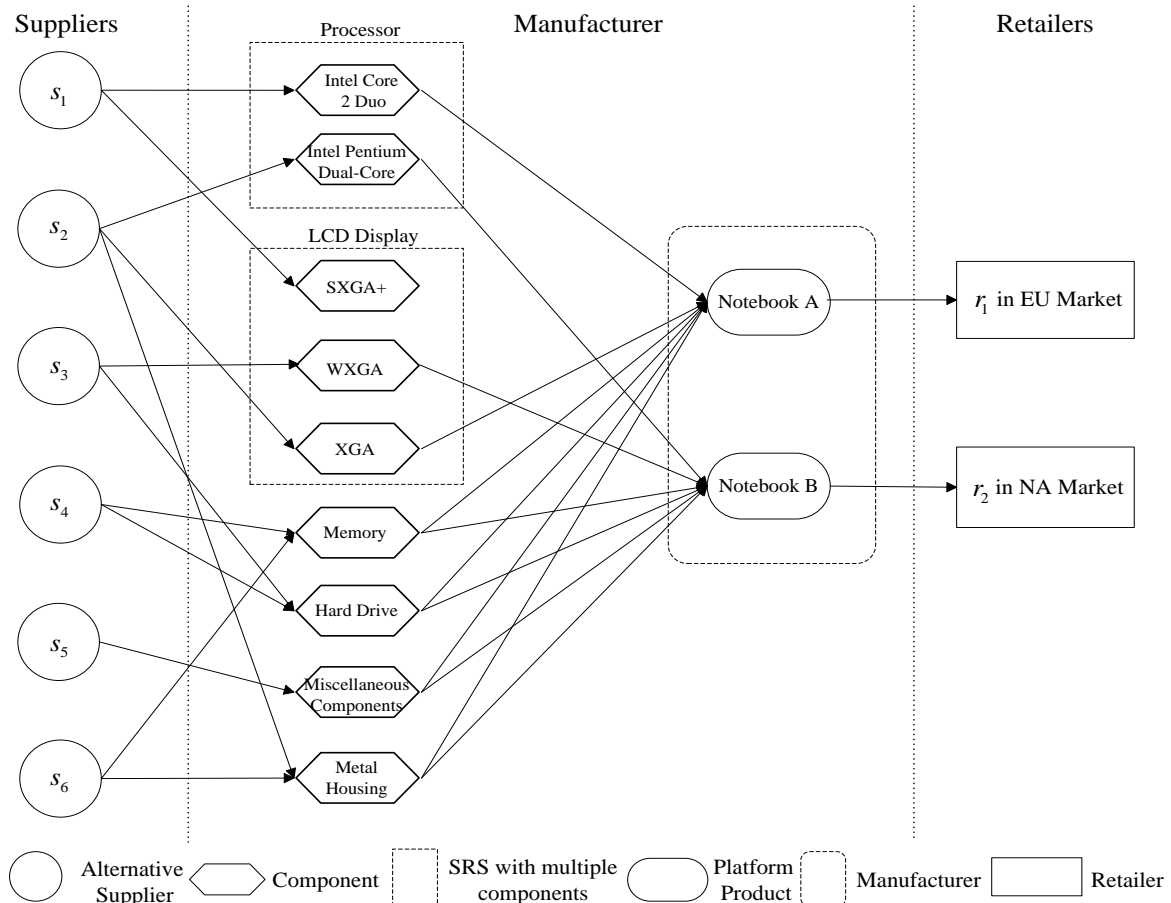 Suppliers
Manufacturer
Retailers
Processor
s1
Intel Core
2 Duo
Intel Pentium
Dual-Core
s2
LCD Display
SXGA+
Notebook A
r1 in EU Market
s3
WXGA
XGA
Notebook B
r2 in NA Market
s4
Memory
Hard Drive
s5
Miscellaneous
Components
s6
Metal
Housing
Alternative
Supplier
Component
SRS with multiple
components
Platform
Product
Manufacturer
Retailer